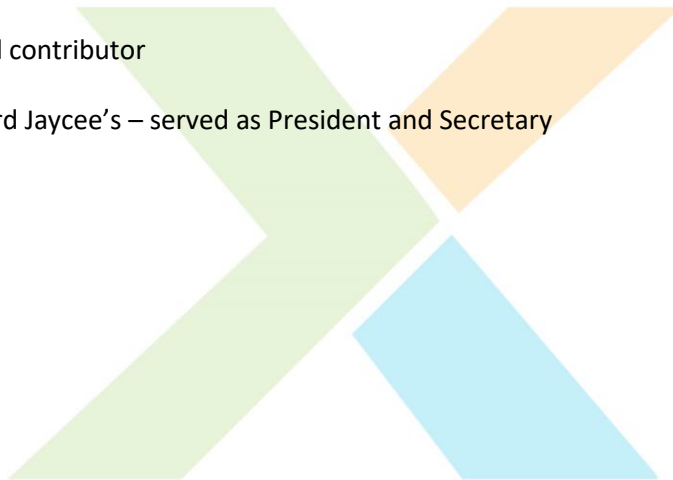 contributor
Jaycee’s – served as President and Secretary